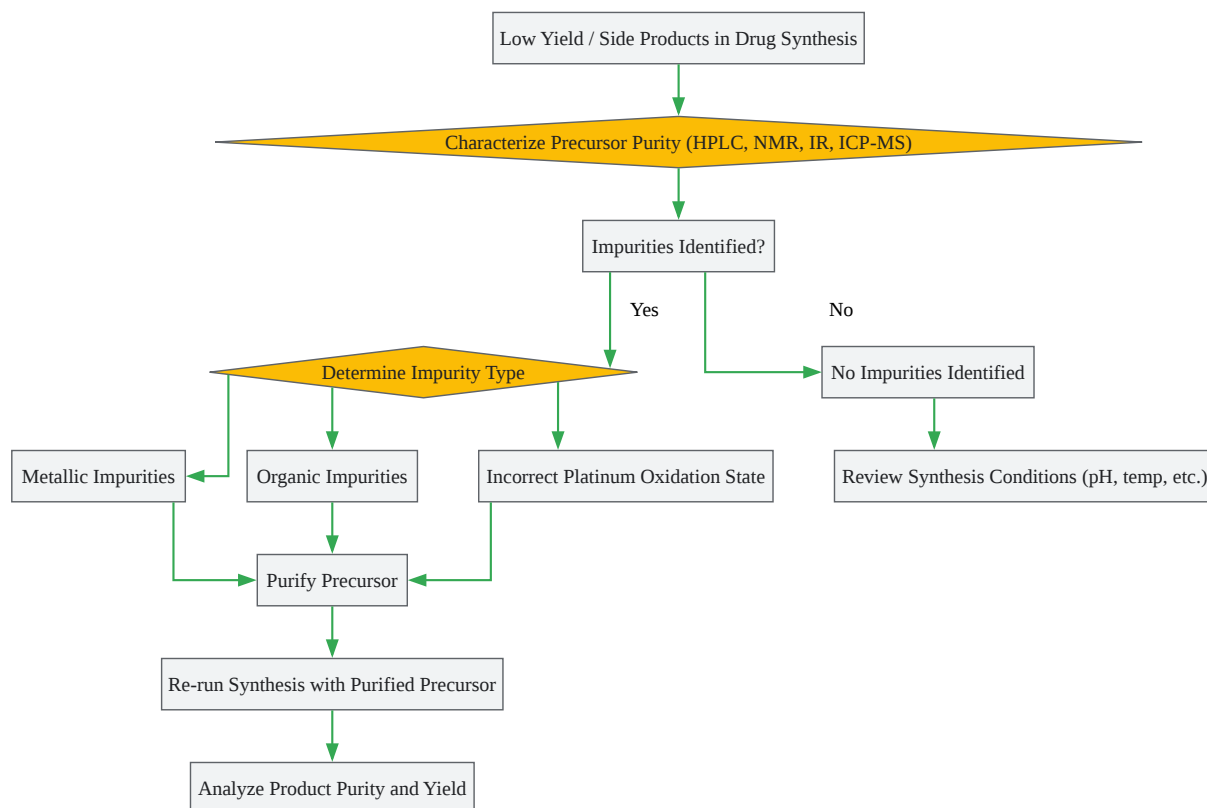 Low Yield / Side Products in Drug Synthesis
Characterize Precursor Purity (HPLC, NMR, IR, ICP-MS)
Impurities Identified?
Yes
No
Determine Impurity Type
No Impurities Identified
Metallic Impurities
Organic Impurities
Incorrect Platinum Oxidation State
Review Synthesis Conditions (pH, temp, etc.)
Purify Precursor
Re-run Synthesis with Purified Precursor
Analyze Product Purity and Yield